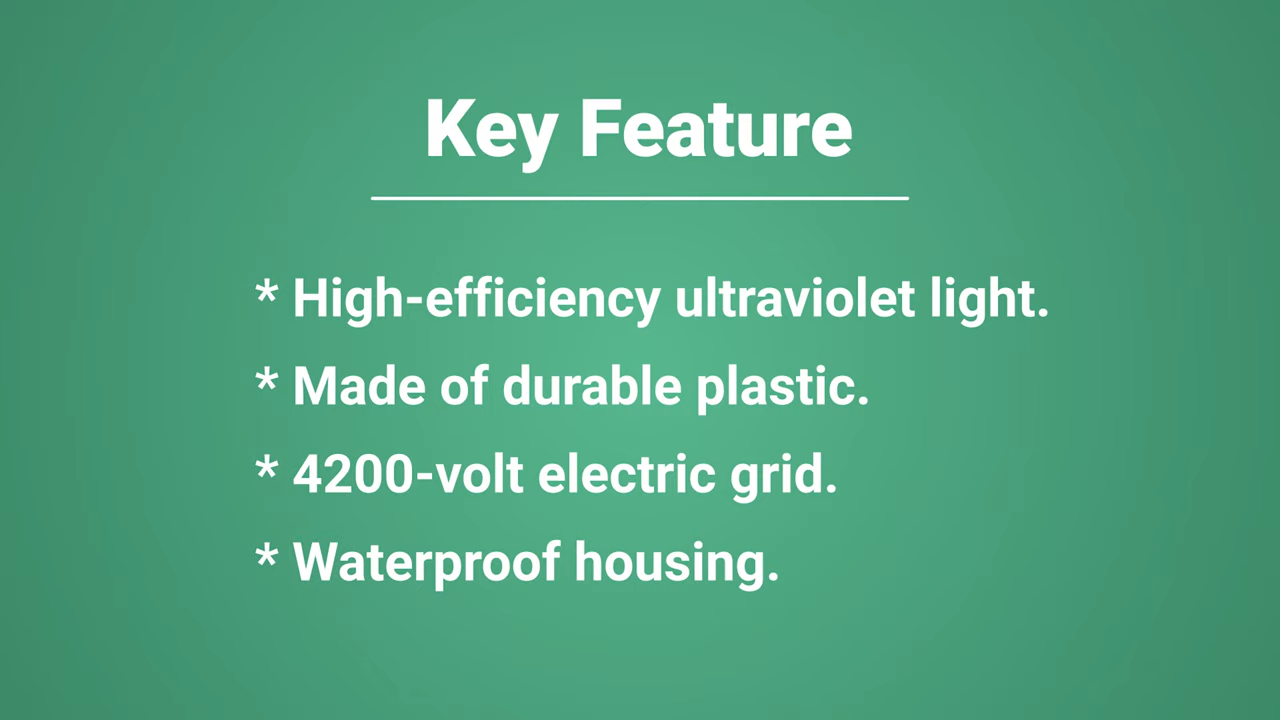 Key Feature
* High-efficiency ultraviolet light.
* Made of durable plastic.
* 4200-volt electric grid.
* Waterproof housing.